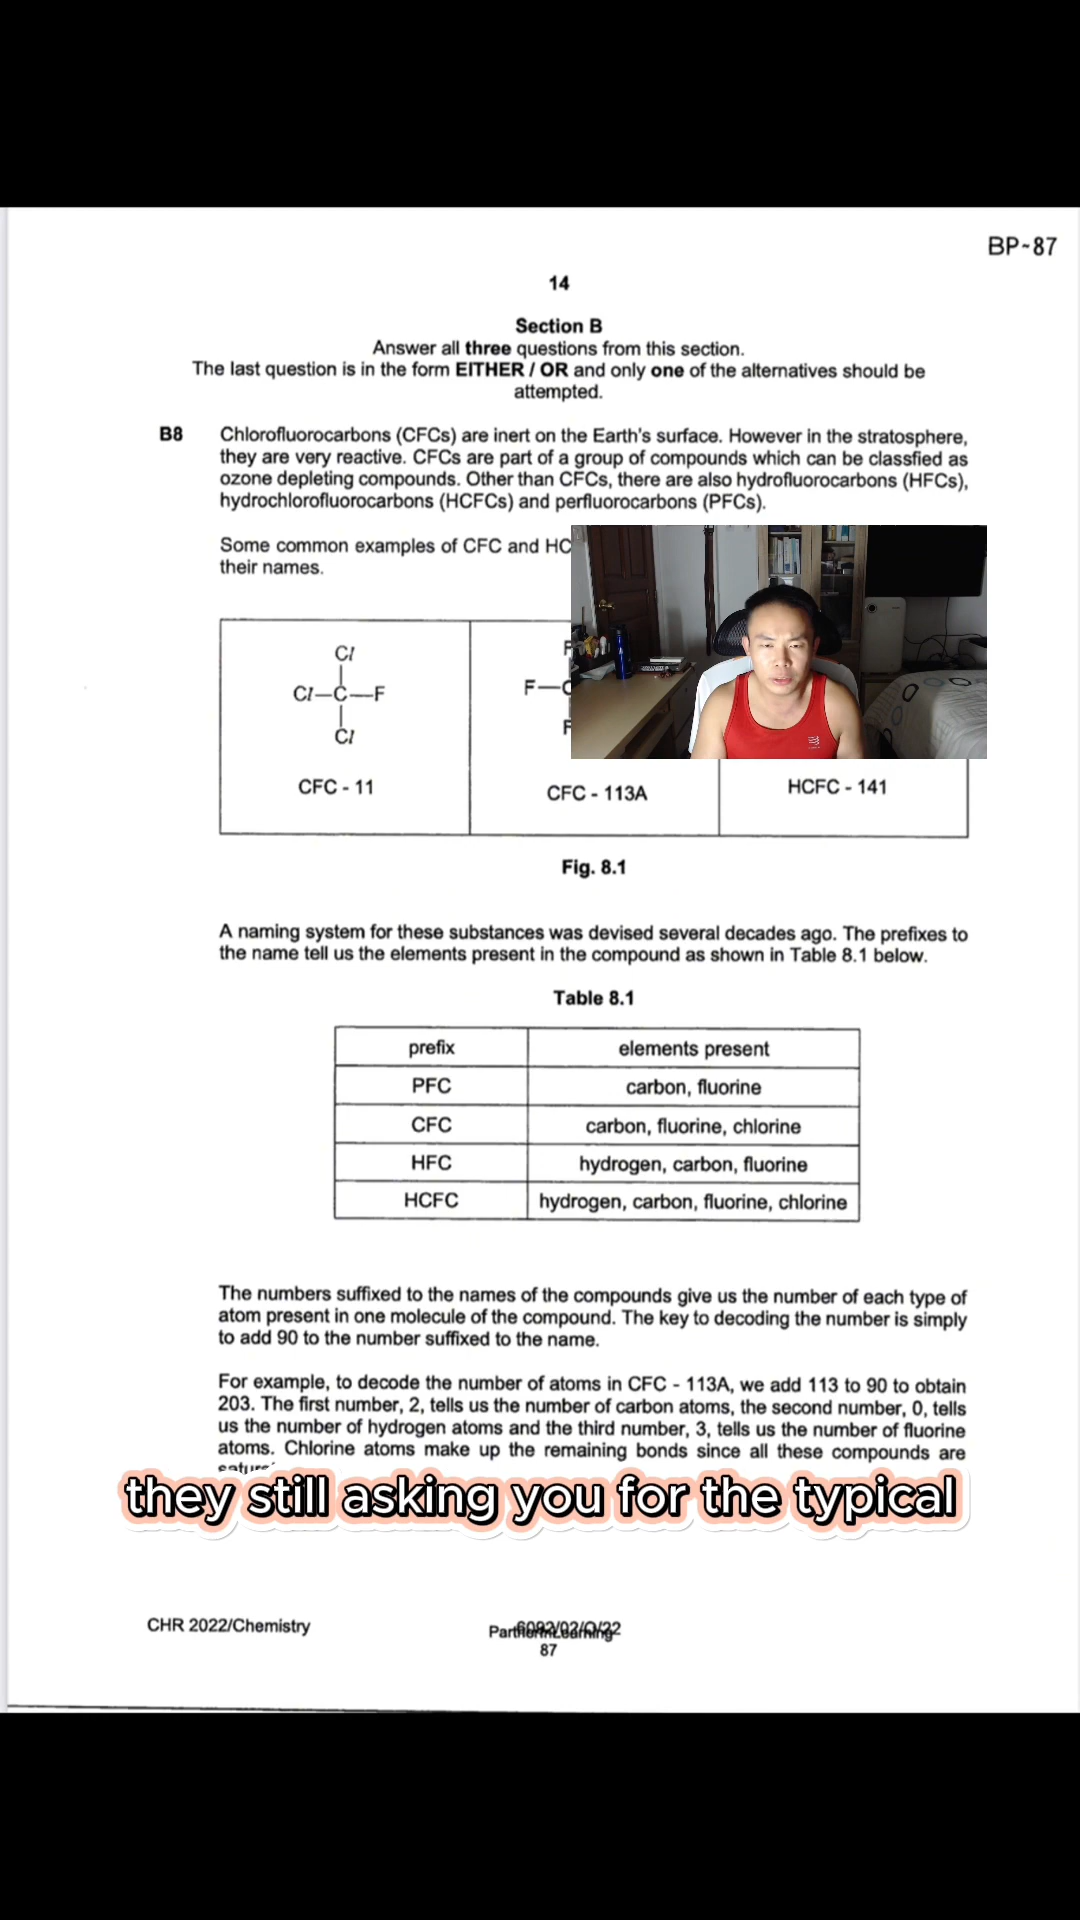 BP-87
14
Section B
Answer all three questions from this section.
The last question is in the form EITHER / OR and only one of the alternatives should be
attempted.
B8 Chlorofluorocarbons (CFCs) are inert on the Earth's surface. However in the stratosphere,
they are very reactive. CFCs are part of a group of compounds which can be classfied as
ozone depleting compounds. Other than CFCs, there are also hydrofluorocarbons (HFCs),
hydrochlorofluorocarbons (HCFCs) and perfluorocarbons (PFCs).
Some common examples of CFC and HC
their names.
Cl
Cl—C—F
Cl
F
F—C
F
CFC - 11
CFC - 113A
HCFC - 141
Fig. 8.1
A naming system for these substances was devised several decades ago. The prefixes to
the name tell us the elements present in the compound as shown in Table 8.1 below.
Table 8.1
prefix elements present
PFC carbon, fluorine
CFC carbon, fluorine, chlorine
HFC hydrogen, carbon, fluorine
HCFC hydrogen, carbon, fluorine, chlorine
The numbers suffixed to the names of the compounds give us the number of each type of
atom present in one molecule of the compound. The key to decoding the number is simply
to add 90 to the number suffixed to the name.
For example, to decode the number of atoms in CFC - 113A, we add 113 to 90 to obtain
203. The first number, 2, tells us the number of carbon atoms, the second number, 0, tells
us the number of hydrogen atoms and the third number, 3, tells us the number of fluorine
atoms. Chlorine atoms make up the remaining bonds since all these compounds are
they still asking you for the typical
CHR 2022/Chemistry
87